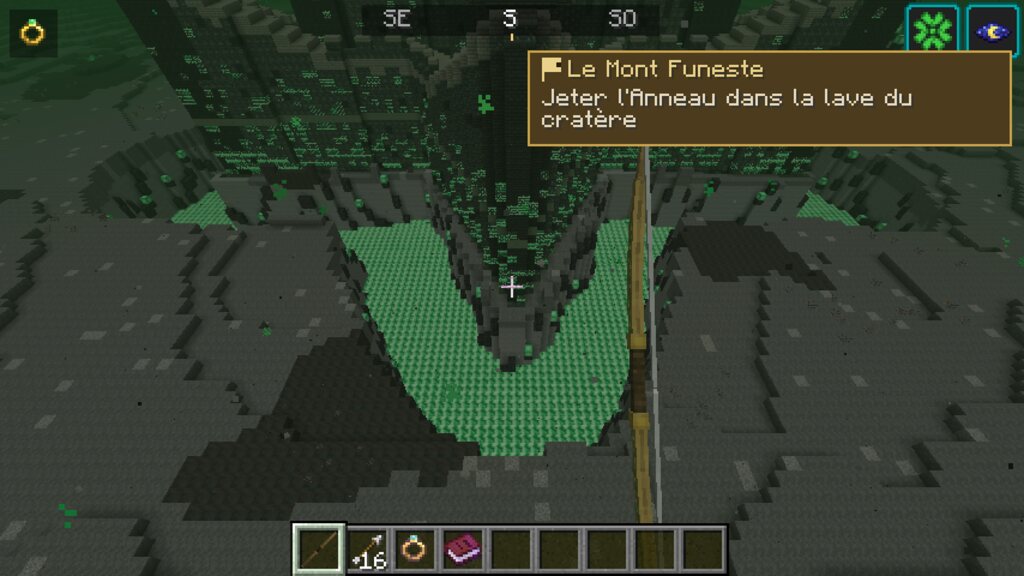 SE S SO
Le Mont Funeste
Jeter l'Anneau dans la lave du
cratère
+16